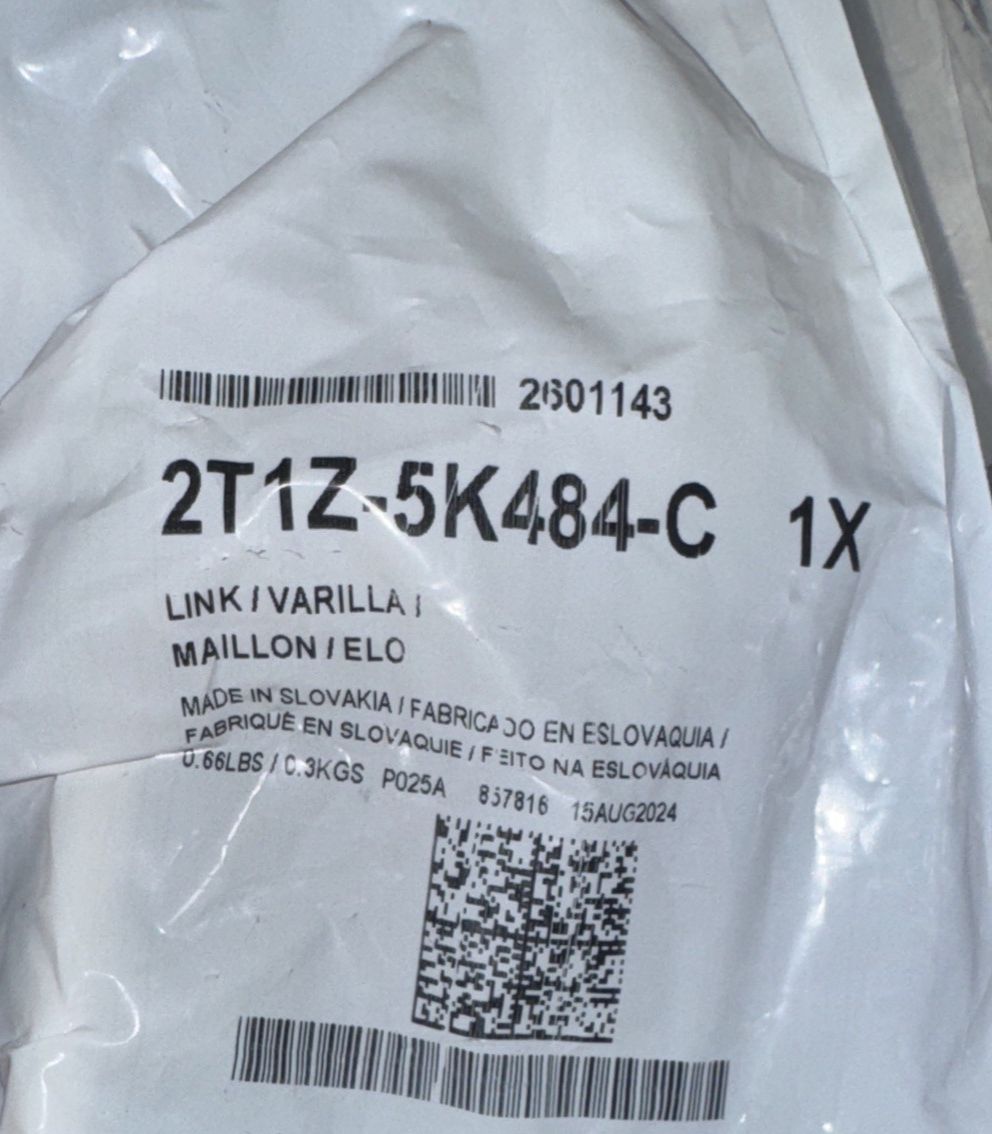 2601143
2T1Z-5K484-C 1X
LINK / VARILLA /
MAILLON / ELO
MADE IN SLOVAKIA / FABRICADO EN ESLOVAQUIA /
FABRIQUÉ EN SLOVAQUIE / FEITO NA ESLOVÁQUIA
0.66LBS / 0.3KGS P025A 857816 15AUG2024